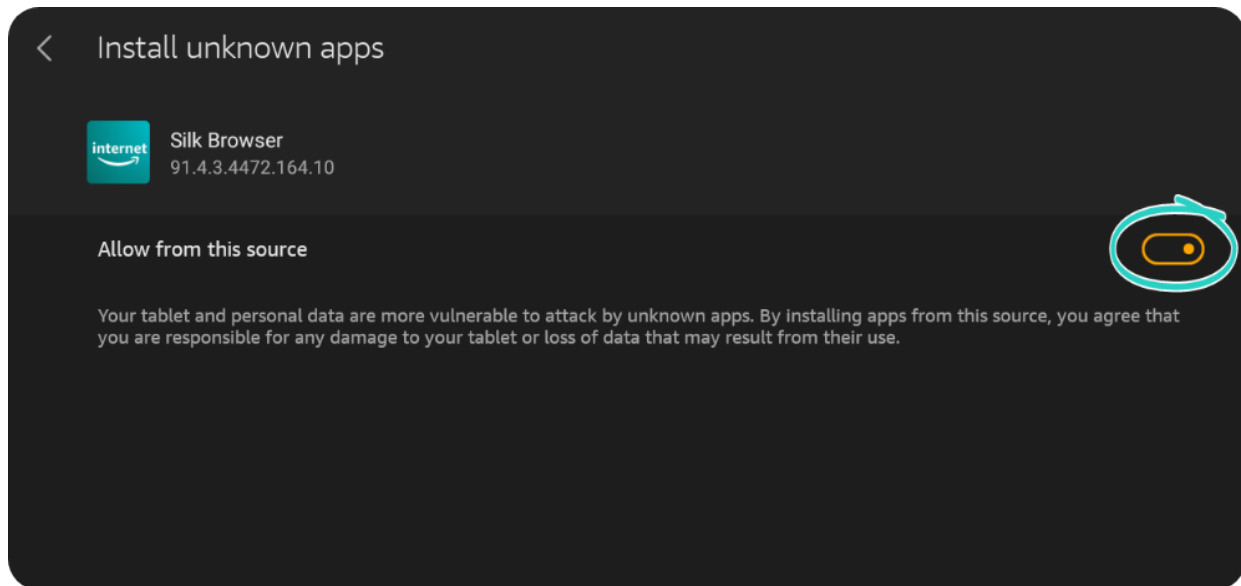 Install unknown apps
internet
Silk Browser
91.4.3.4472.164.10
Allow from this source
Your tablet and personal data are more vulnerable to attack by unknown apps. By installing apps from this source, you agree that
you are responsible for any damage to your tablet or loss of data that may result from their use.